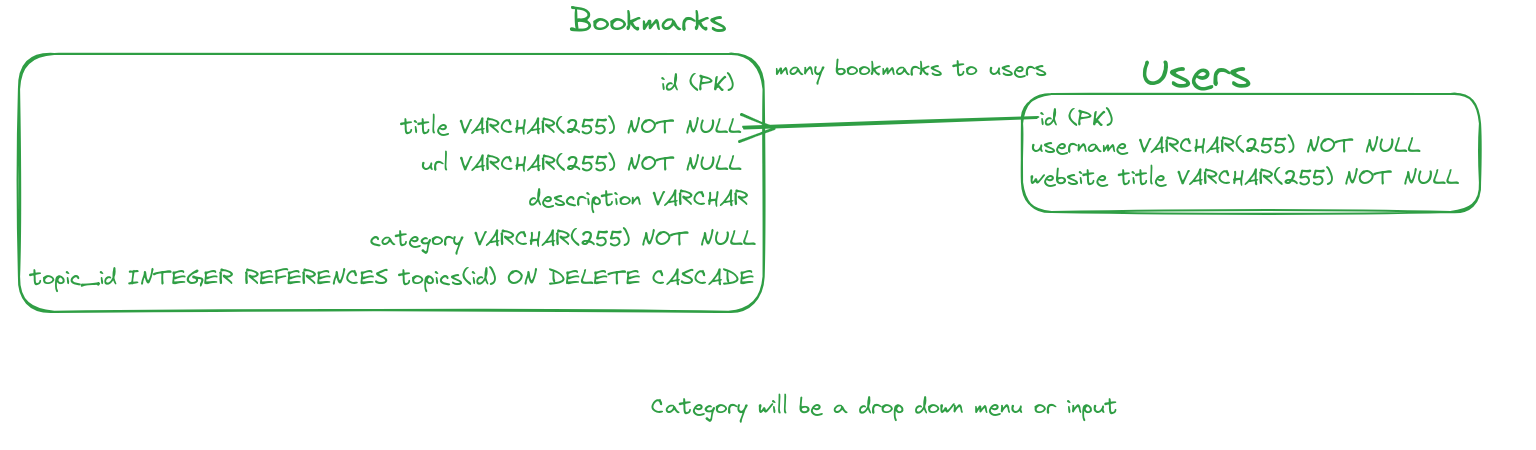 Bookmarks
id (PK)
title VARCHAR(255) NOT NULL
url VARCHAR(255) NOT NULL
description VARCHAR
category VARCHAR(255) NOT NULL
topic_id INTEGER REFERENCES topics(id) ON DELETE CASCADE
many bookmarks to users
Users
id (PK)
username VARCHAR(255) NOT NULL
website title VARCHAR(255) NOT NULL
Category will be a drop down menu or input